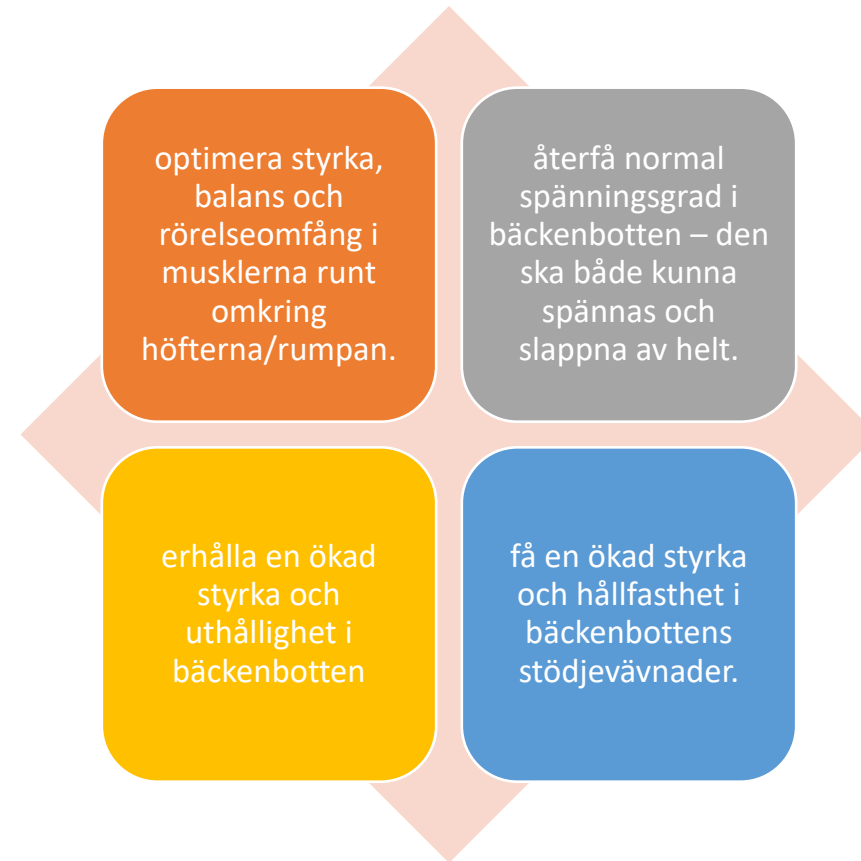 optimera styrka,
balans och
rörelseomfång i
musklerna runt
omkring
höfterna/rumpan.
återfå normal
spänningsgrad i
bäckenbotten – den
ska både kunna
spännas och
slappna av helt.
erhålla en ökad
styrka och
uthållighet i
bäckenbotten
få en ökad styrka
och hållfasthet i
bäckenbottens
stödjevävnader.